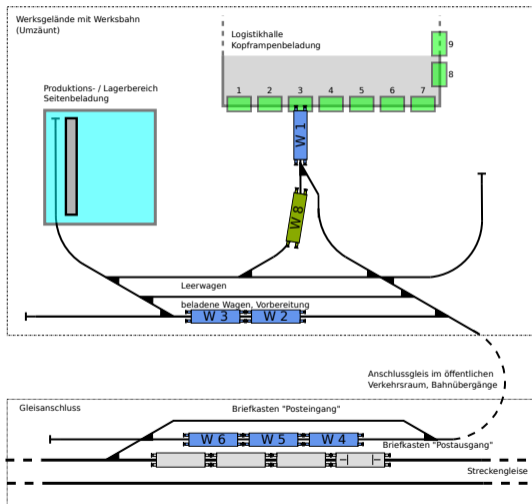 Werksgelände mit Werksbahn
(Umzäunt)
Logistikhalle
Kopframpenbeladung
9
8
Produktions- / Lagerbereich
Seitenbeladung
1 2 3 4 5 6 7
W 1
W 8
Leerwagen
beladene Wagen, Vorbereitung
W 3 W 2
Anschlussgleis im öffentlichen
Verkehrsraum, Bahnübergänge
Gleisanschluss
Briefkasten "Posteingang"
W 6 W 5 W 4
Briefkasten "Postausgang"
Streckengleise